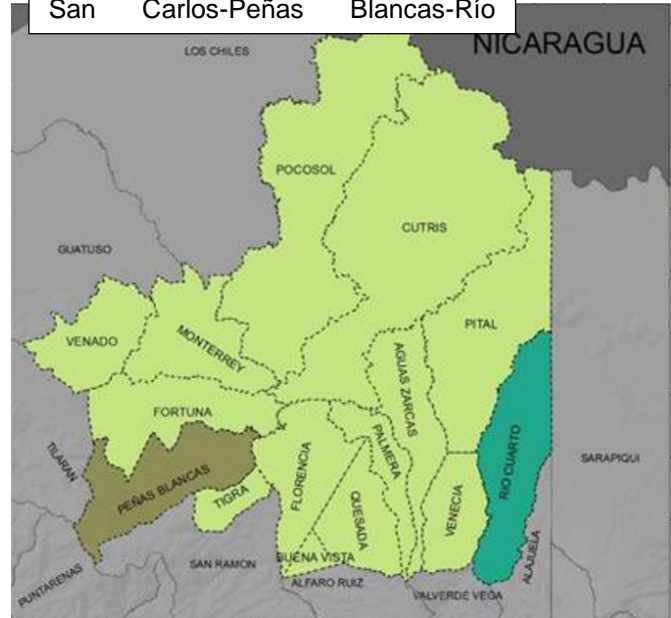 San Carlos-Peñas Blancas-Río
NICARAGUA
LOS CHILES
POCOSOL
CUTRIS
GUATUSO
PITAL
VENADO
MONTERREY
AGUAS ZARCAS
FORTUNA
PALMERA
RIO CUARTO
FLORENCIA
SARAPIQUI
TILARAN
PEÑAS BLANCAS
QUESADA
VENECIA
TIGRA
BUENA VISTA
ALAJUELA
SAN RAMON
ALFARO RUIZ
PUNTARENAS
VALVERDE VEGA